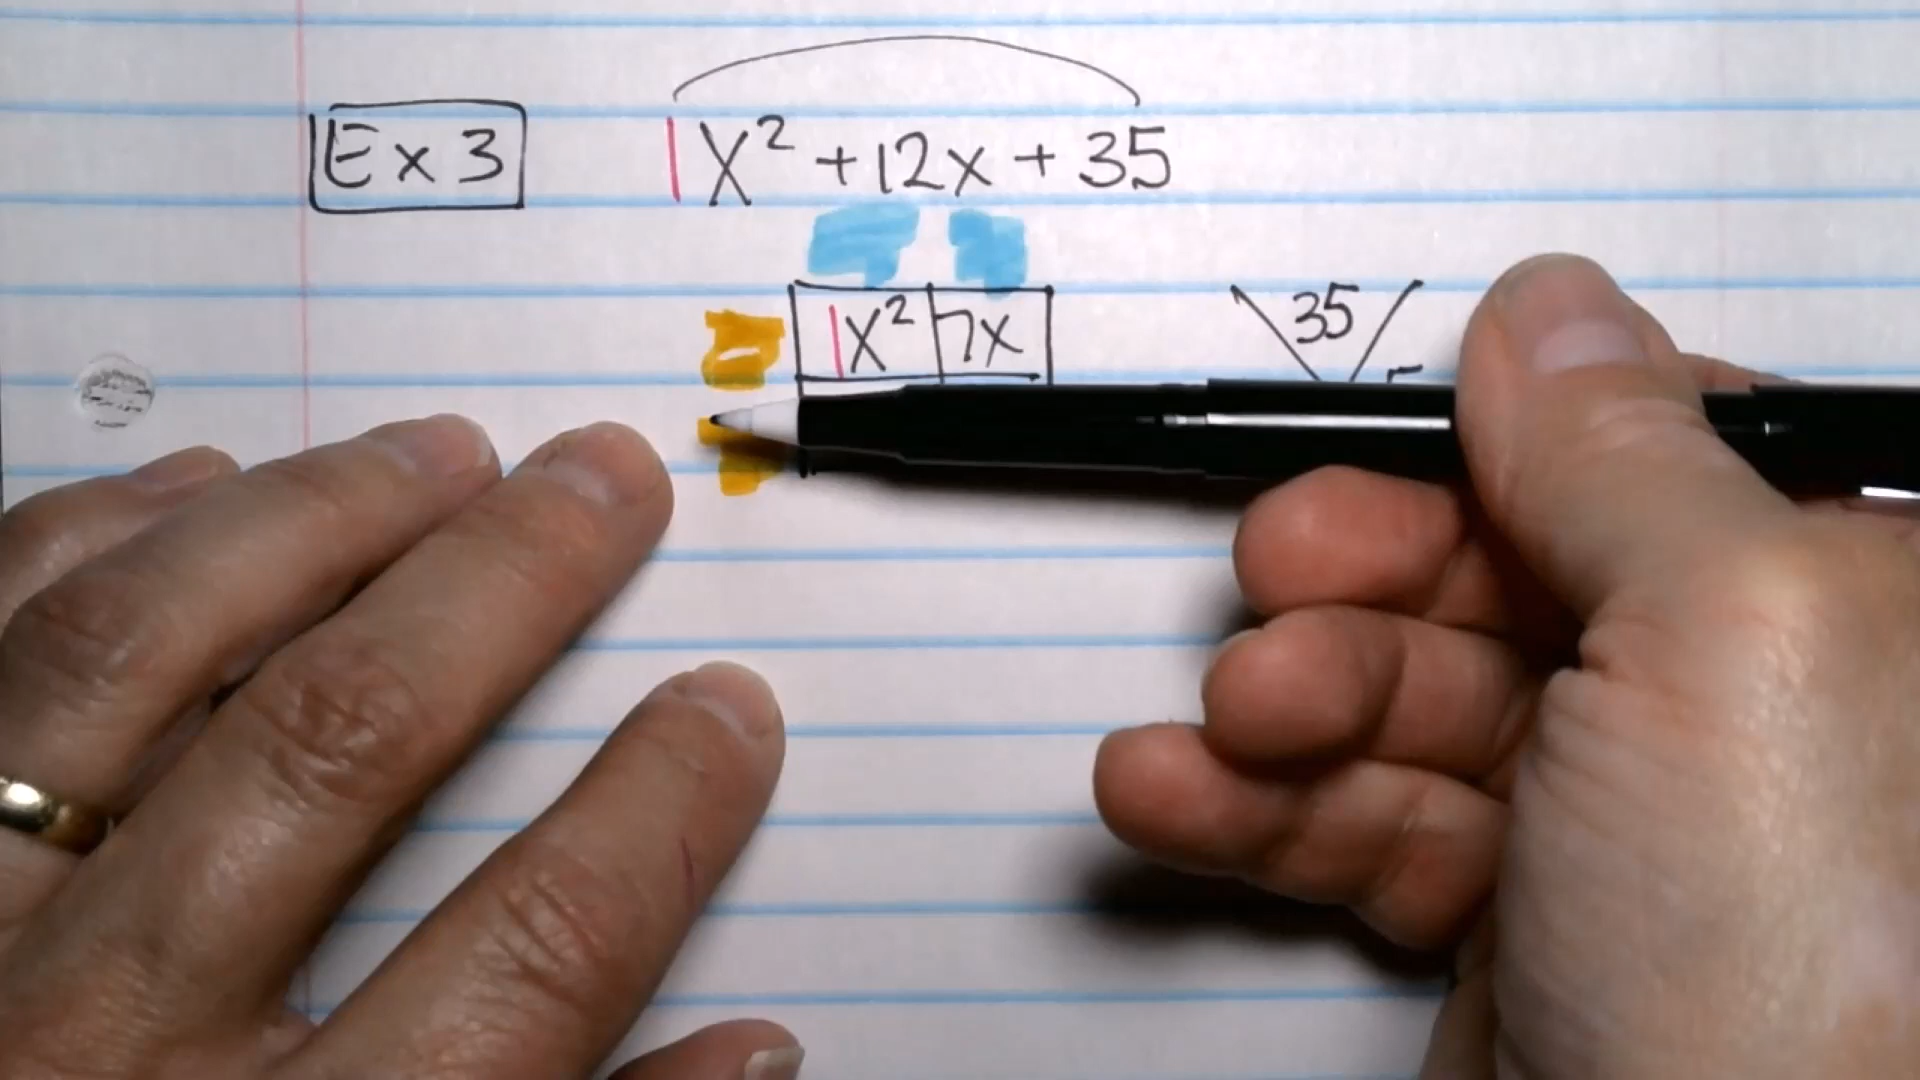 Ex 3 1x² + 12x + 35
1x² 7x 35